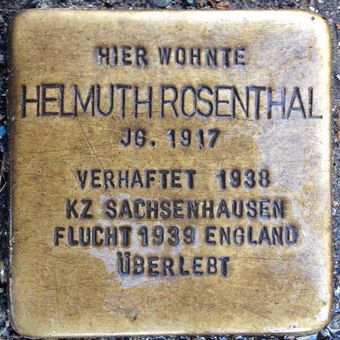 HIER WOHNTE
HELMUTH ROSENTHAL
JG. 1917
VERHAFTET 1938
KZ SACHSENHAUSEN
FLUCHT 1939 ENGLAND
ÜBERLEBT